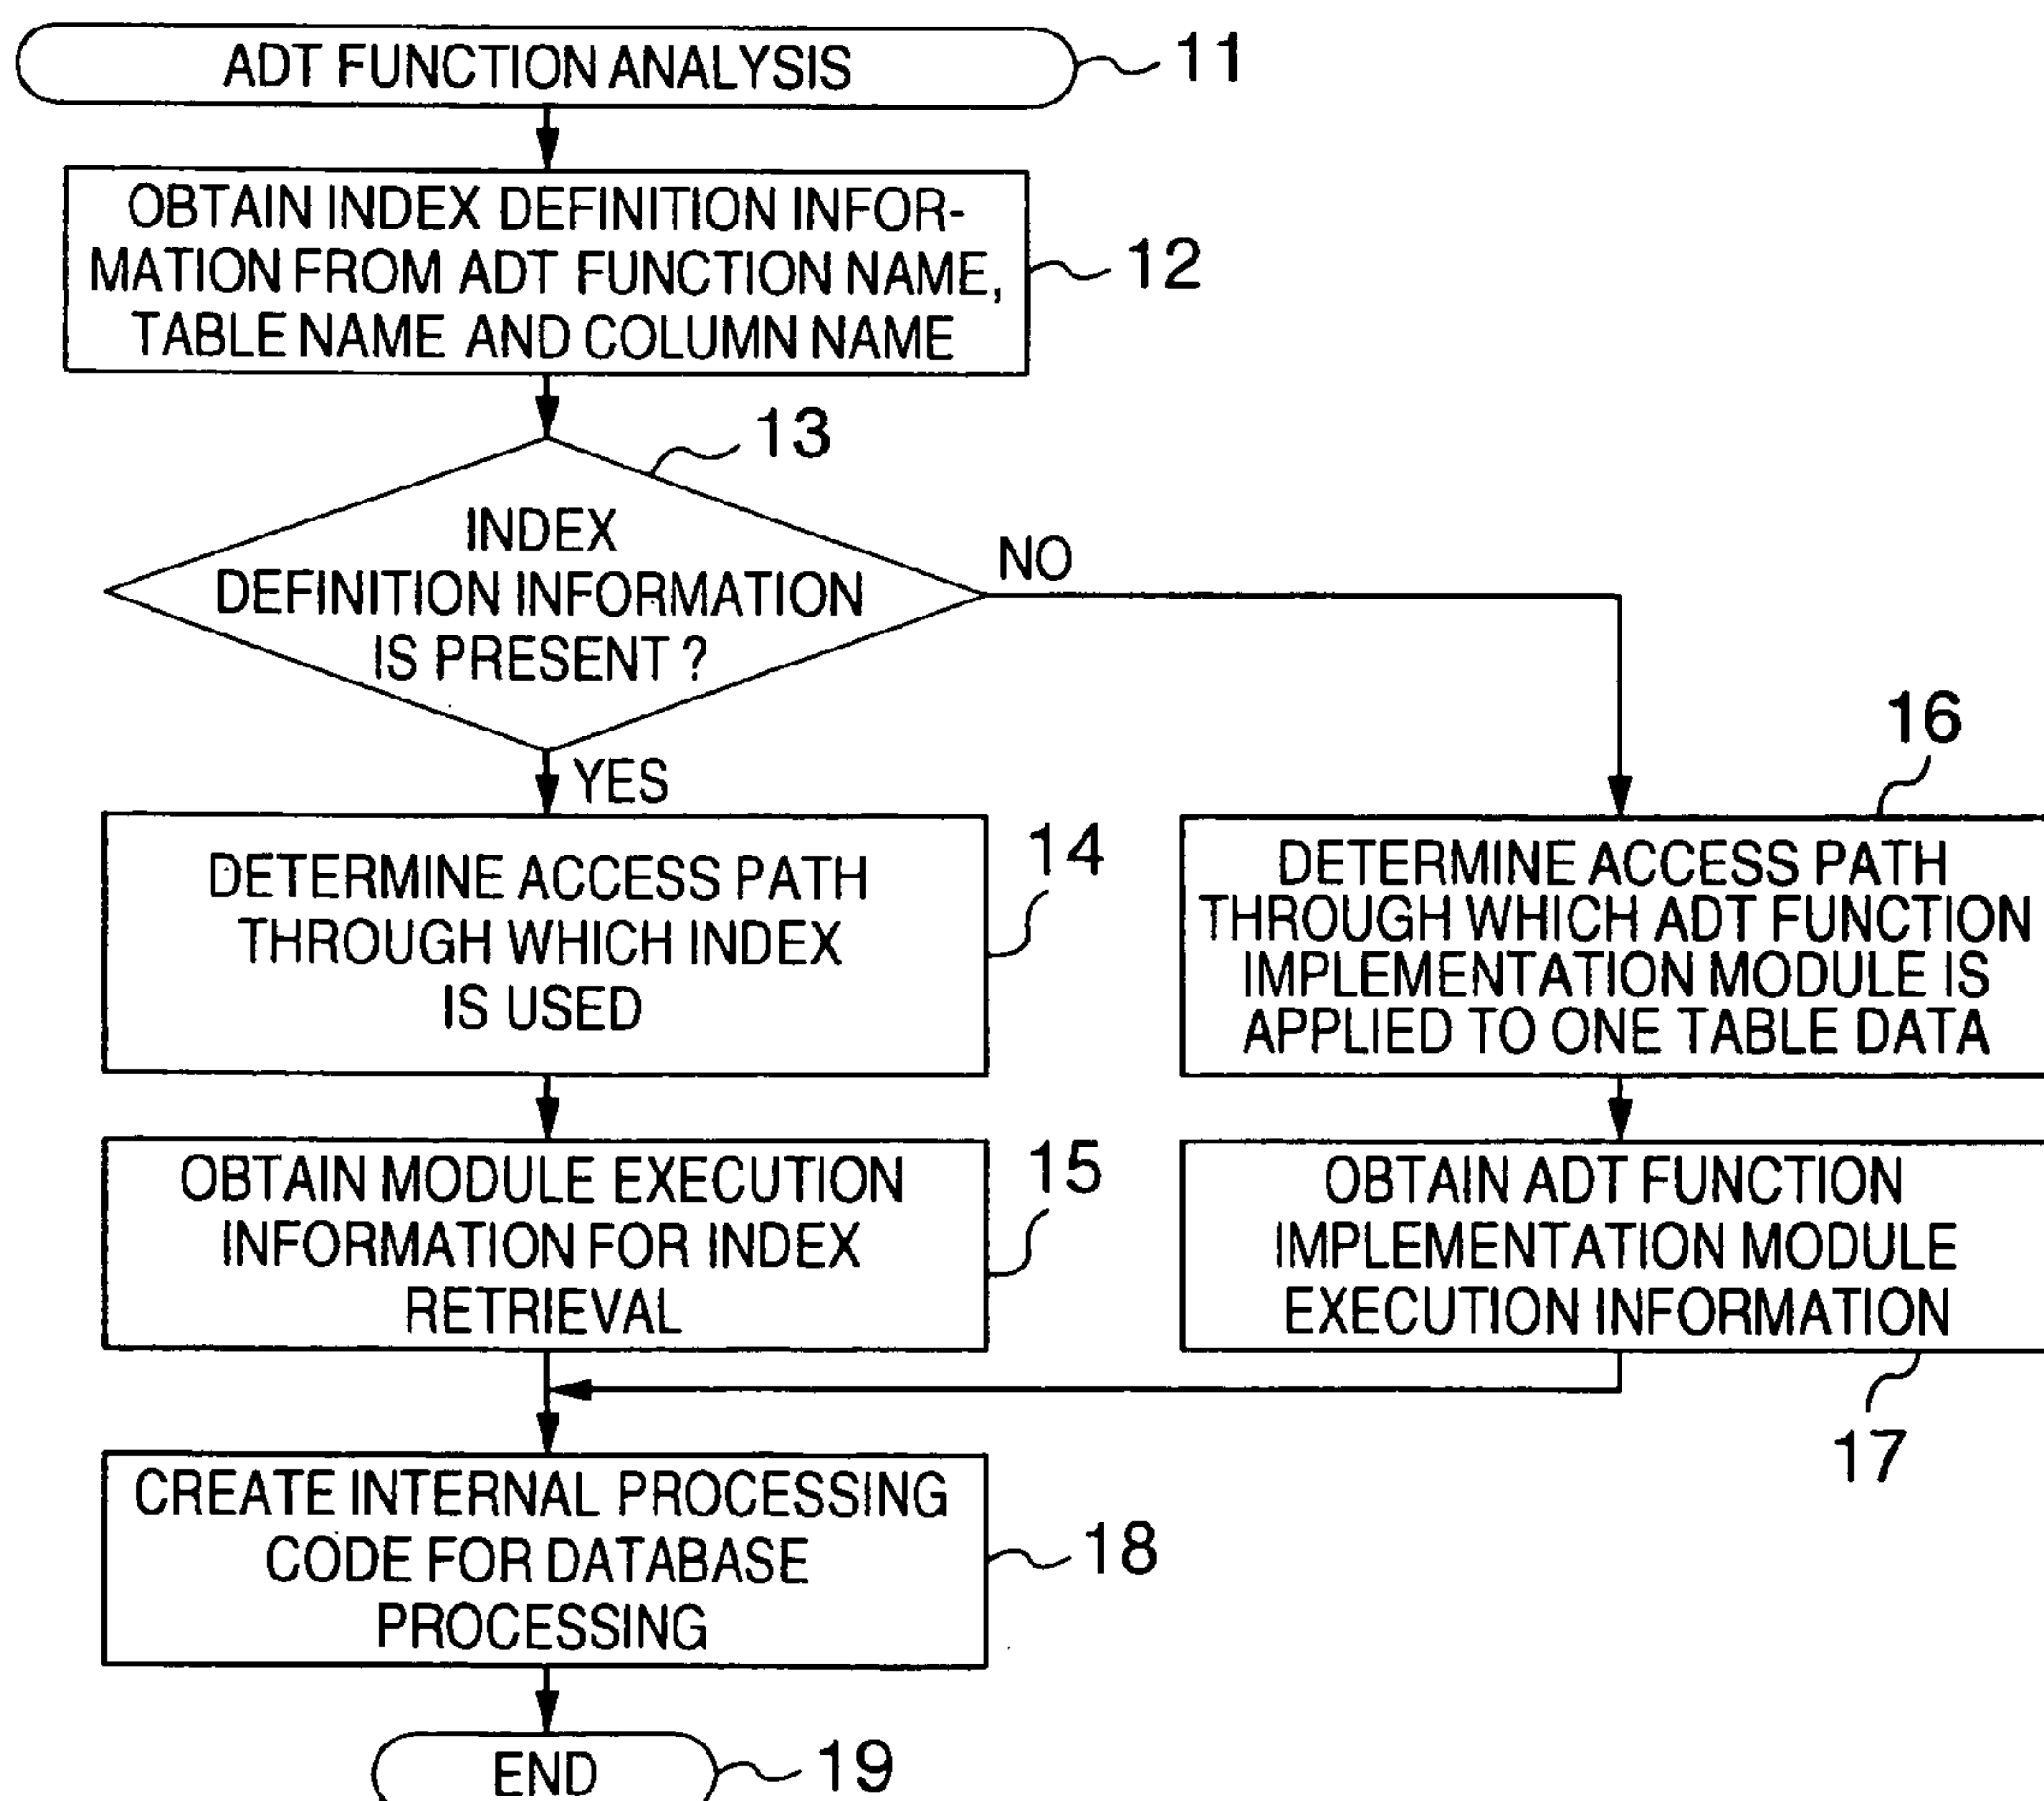 ADT FUNCTION ANALYSIS
11
OBTAIN INDEX DEFINITION INFOR-
MATION FROM ADT FUNCTION NAME,
TABLE NAME AND COLUMN NAME
12
13
INDEX
DEFINITION INFORMATION
IS PRESENT ?
NO
YES
DETERMINE ACCESS PATH
THROUGH WHICH INDEX
IS USED
14
16
DETERMINE ACCESS PATH
THROUGH WHICH ADT FUNCTION
IMPLEMENTATION MODULE IS
APPLIED TO ONE TABLE DATA
OBTAIN MODULE EXECUTION
INFORMATION FOR INDEX
RETRIEVAL
15
OBTAIN ADT FUNCTION
IMPLEMENTATION MODULE
EXECUTION INFORMATION
17
CREATE INTERNAL PROCESSING
CODE FOR DATABASE
PROCESSING
18
END
19